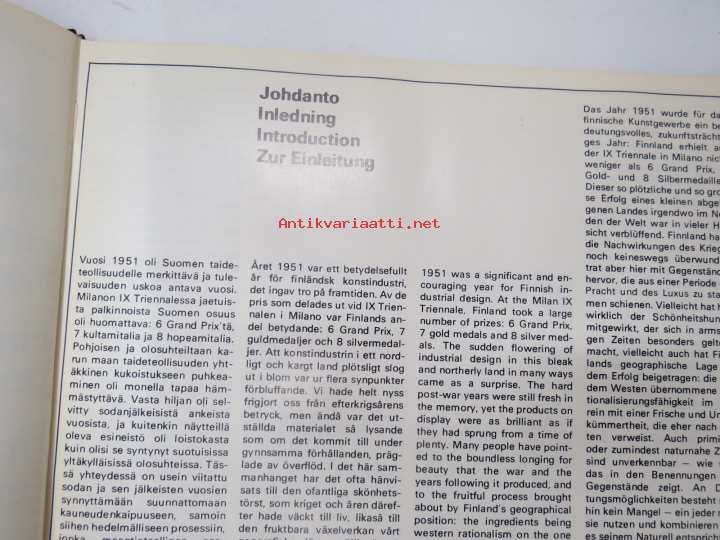 Johdanto
Inledning
Introduction
Zur Einleitung
Antikvariaatti.net
Vuosi 1951 oli Suomen taide-
teollisuudelle merkittävä ja tule-
vaisuuden uskoa antava vuosi.
Milanon IX Triennalessa jaetuis-
ta palkinnoista Suomen osuus
oli huomattava: 6 Grand Prix'tä,
7 kultamitalia ja 8 hopeamitalia.
Pohjoisen ja olosuhteiltaan ka-
run maan taideteollisuuden yht-
äkkinen kukoistukseen puhkea-
minen oli monella tapaa häm-
mästyttävä. Vasta hiljan oli sel-
vitty sodanjälkeisistä ankeista
vuosista, ja kuitenkin näytteillä
oleva esineistö oli loistokasta
kuin olisi se syntynyt suotuisissa
yltäkylläisissä olosuhteissa. Täs-
sä yhteydessä on usein viitattu
sodan ja sen jälkeisten vuosien
synnyttämään suunnattomaan
kauneudenkaipuuseen, samoin
siihen hedelmälliseen prosessiin,
jonka
Året 1951 var ett betydelsefullt
år för finländsk konstindustri,
det ingav tro på framtiden. Av de
pris som delades ut vid IX Trien-
nalen i Milano var Finlands an-
del betydande: 6 Grand Prix, 7
guldmedaljer och 8 silvermedal-
jer. Att konstindustrin i ett nord-
ligt och kargt land plötsligt slog
ut i blom var ur flera synpunkter
förbluffande. Vi hade helt nyss
frigjort oss från efterkrigsårens
betryck, men ändå var det ut-
ställda materialet så lysande
som om det kommit till under
gynnsamma förhållanden, präg-
lade av överflöd. I det här sam-
manhanget har det ofta hänvi-
sats till den ofantliga skönhets-
törst, som kriget och åren däref-
ter hade väckt till liv, likaså till
den fruktbara växelverkan vårt
1951 was a significant and en-
couraging year for Finnish in-
dustrial design. At the Milan IX
Triennale, Finland took a large
number of prizes: 6 Grand Prix,
7 gold medals and 8 silver med-
als. The sudden flowering of
industrial design in this bleak
and northerly land in many ways
came as a surprise. The hard
post-war years were still fresh in
the memory, yet the products on
display were as brilliant as if
they had sprung from a time of
plenty. Many people have point-
ed to the boundless longing for
beauty that the war and the
years following it produced, and
to the fruitful process brought
about by Finland's geographical
position: the ingredients being
western rationalism on the one
Das Jahr 1951 wurde für da
finnische Kunstgewerbe ein be
deutungsvolles, zukunftsträcht
ges Jahr: Finnland erhielt a
der IX Triennale in Milano nic
weniger als 6 Grand Prix,
Gold- und 8 Silbermedaille
Dieser so plötzliche und so gro
se Erfolg eines kleinen abge
genen Landes irgendwo im No
den der Welt war in vieler H
sicht verblüffend. Finnland ha
die Nachwirkungen des Krieg
noch keineswegs überwund
trat aber hier mit Gegenständ
hervor, die aus einer Periode
Pracht und des Luxus zu sta
men schienen. Vielleicht hat h
wirklich der Schönheitshun
mitgewirkt, der sich in arms
gen Zeiten besonders gelte
macht, vielleicht auch hat Fi
lands geographische Lage
dem Erfolg beigetragen: die
dem Westen übernommene
tionalisierungsfähigkeit im
rein mit einer Frische und Un
kümmertheit, die eher nach
ten verweist. Auch primi
oder zumindest naturnahe Z
sind unverkennbar – wie
das in den Benennungen
Gegenstände zeigt. An D
tungsmöglichkeiten besteht
hin kein Mangel – ein jeder
sie nutzen und kombinieren
es seinem Naturell entspricht